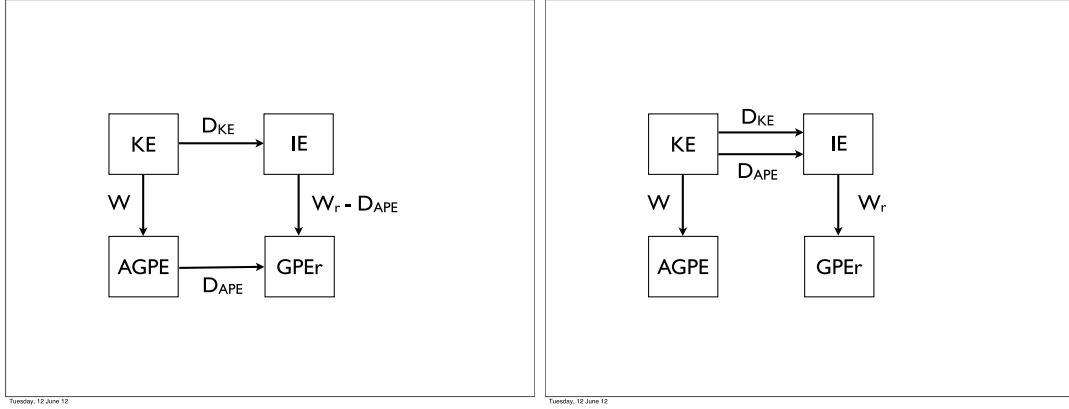 D_KE
KE
IE
W
W_r - D_APE
AGPE
GPEr
D_APE
Tuesday, 12 June 12
D_KE
KE
IE
D_APE
W
W_r
AGPE
GPEr
Tuesday, 12 June 12